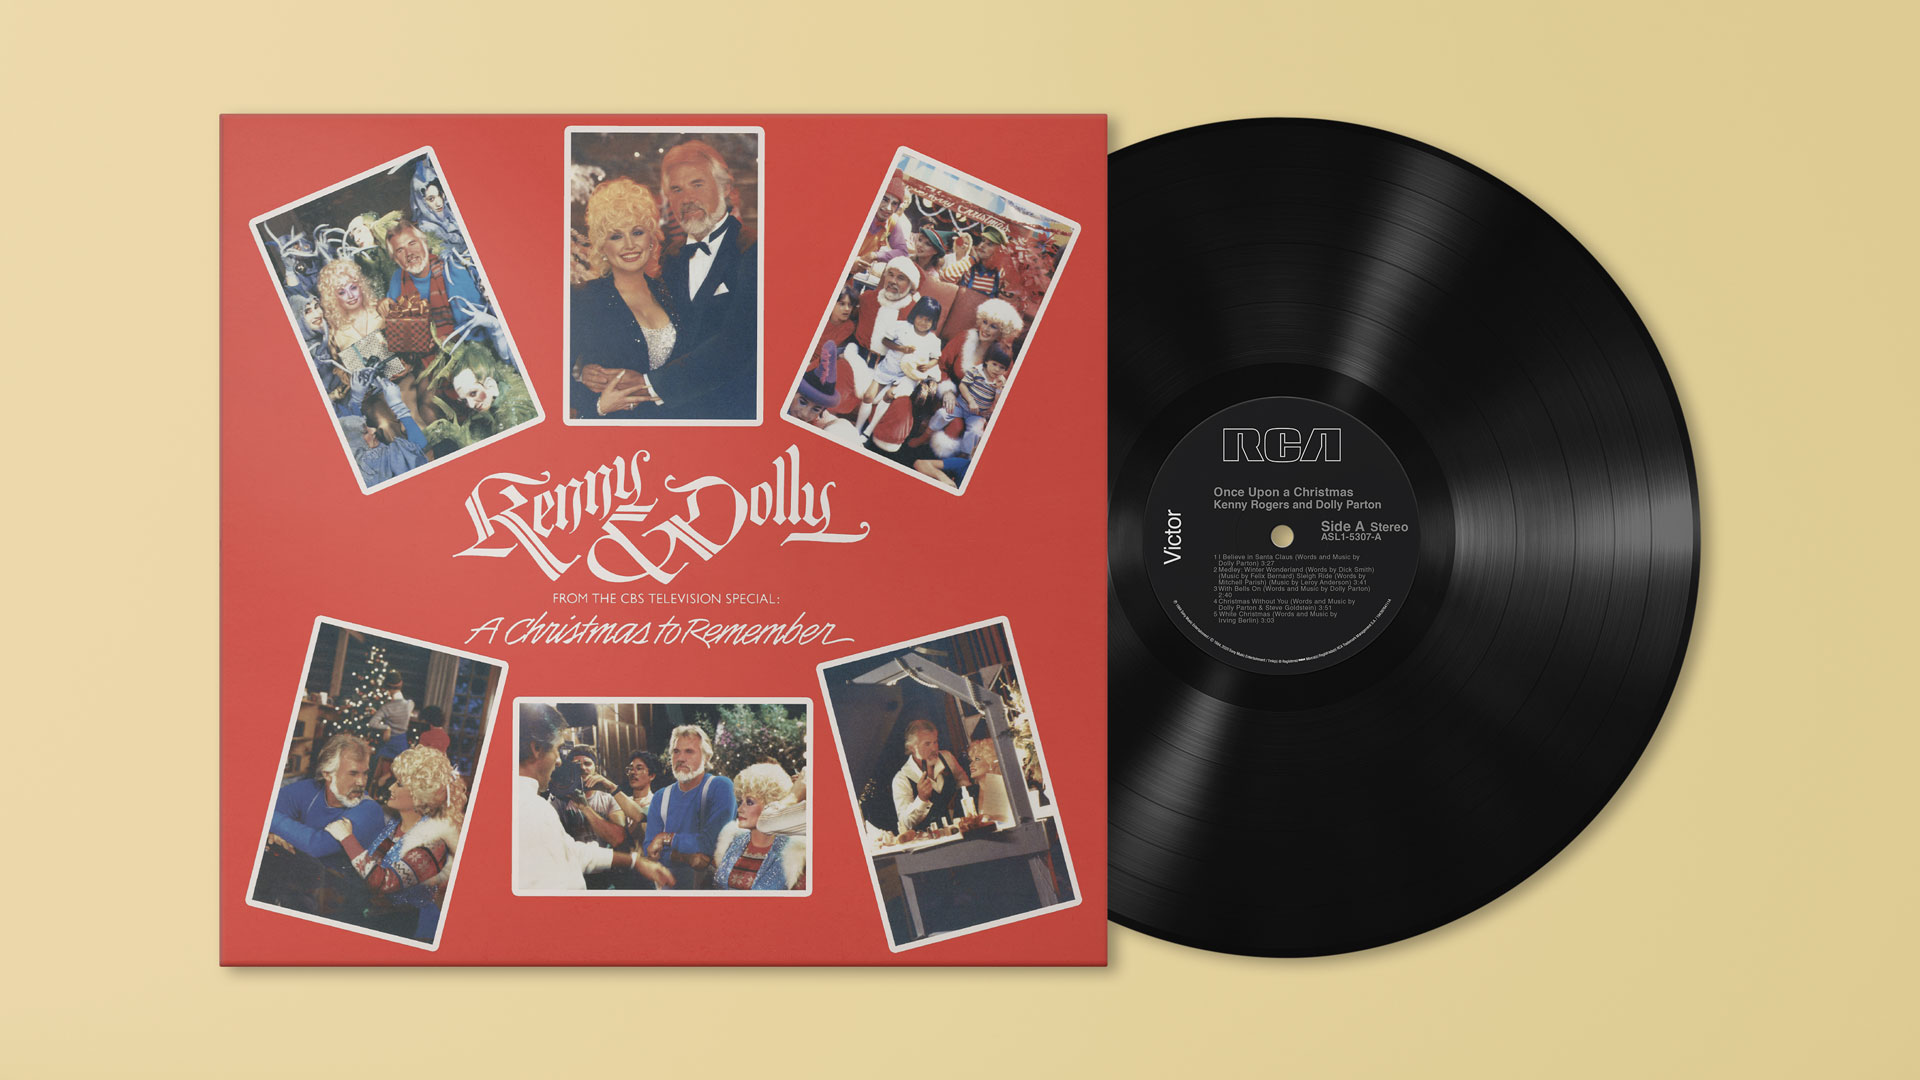 Merry Christmas
Kenny
& Dolly
FROM THE CBS TELEVISION SPECIAL:
A Christmas to Remember
RCA
Victor
Once Upon a Christmas
Kenny Rogers and Dolly Parton
Side A Stereo
ASL1-5307-A
1 I Believe in Santa Claus (Words and Music by
Dolly Parton) 3:27
2 Medley: Winter Wonderland (Words by Dick Smith)
(Music by Felix Bernard) Sleigh Ride (Words by
Mitchell Parish) (Music by Leroy Anderson) 3:41
3 With Bells On (Words and Music by Dolly Parton)
2:40
4 Christmas Without You (Words and Music by
Dolly Parton & Steve Goldstein) 3:51
5 White Christmas (Words and Music by
Irving Berlin) 3:03